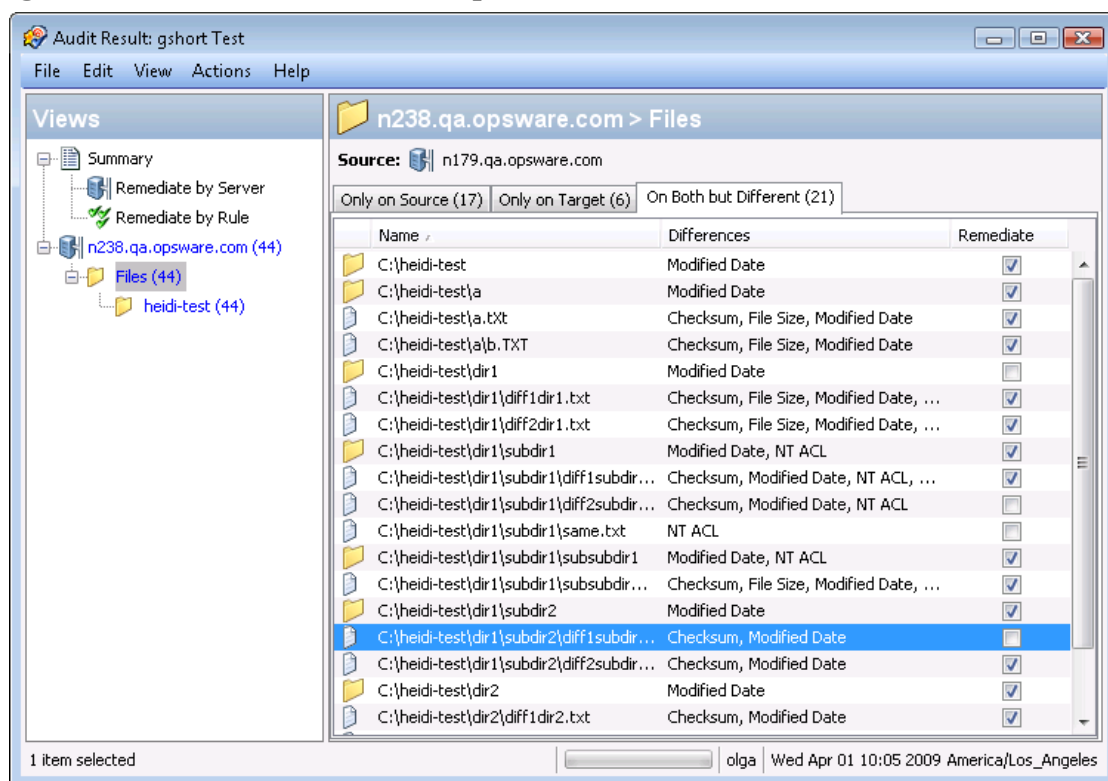 Audit Result: gshort Test
File Edit View Actions Help
Views
Summary
Remediate by Server
Remediate by Rule
n238.qa.opsware.com (44)
Files (44)
heidi-test (44)
n238.qa.opsware.com > Files
Source: n179.qa.opsware.com
Only on Source (17) Only on Target (6) On Both but Different (21)
Name Differences Remediate
C:\heidi-test Modified Date
C:\heidi-test\a Modified Date
C:\heidi-test\a.tXt Checksum, File Size, Modified Date
C:\heidi-test\a\b.TXT Checksum, File Size, Modified Date
C:\heidi-test\dir1 Modified Date
C:\heidi-test\dir1\diff1dir1.txt Checksum, File Size, Modified Date, ...
C:\heidi-test\dir1\diff2dir1.txt Checksum, File Size, Modified Date, ...
C:\heidi-test\dir1\subdir1 Modified Date, NT ACL
C:\heidi-test\dir1\subdir1\diff1subdir... Checksum, Modified Date, NT ACL, ...
C:\heidi-test\dir1\subdir1\diff2subdir... Checksum, Modified Date, NT ACL
C:\heidi-test\dir1\subdir1\same.txt NT ACL
C:\heidi-test\dir1\subdir1\subsubdir1 Modified Date, NT ACL
C:\heidi-test\dir1\subdir1\subsubdir... Checksum, File Size, Modified Date, ...
C:\heidi-test\dir1\subdir2 Modified Date
C:\heidi-test\dir1\subdir2\diff1subdir... Checksum, Modified Date
C:\heidi-test\dir1\subdir2\diff2subdir... Checksum, Modified Date
C:\heidi-test\dir2 Modified Date
C:\heidi-test\dir2\diff1dir2.txt Checksum, Modified Date
1 item selected olga Wed Apr 01 10:05 2009 America/Los_Angeles